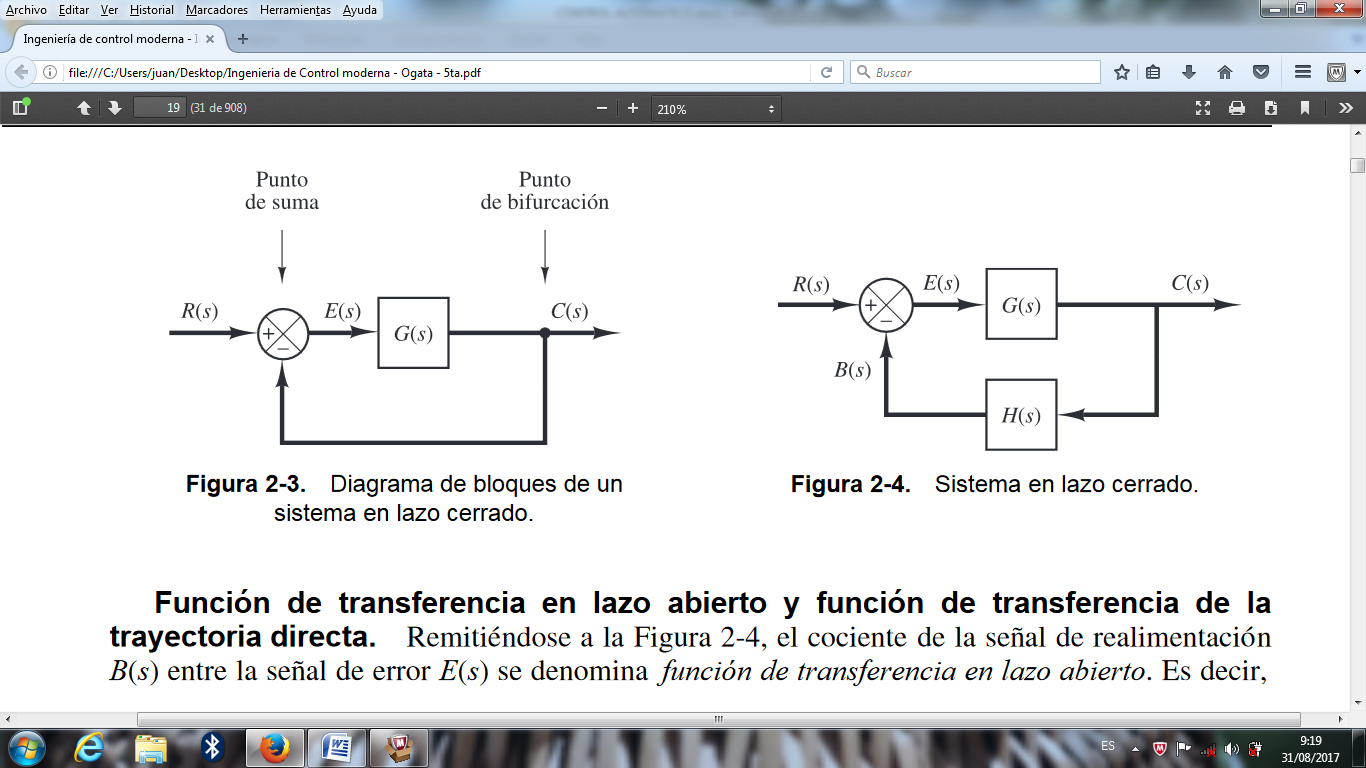 Archivo Editar Ver Historial Marcadores Herramientas Ayuda
Ingeniería de control moderna - I
file:///C:/Users/juan/Desktop/Ingenieria de Control moderna - Ogata - 5ta.pdf
Buscar
19 (31 de 908)
210%
Punto
de suma
Punto
de bifurcación
R(s)
+
−
E(s)
G(s)
C(s)
Figura 2-3. Diagrama de bloques de un
sistema en lazo cerrado.
R(s)
+
−
E(s)
G(s)
C(s)
B(s)
H(s)
Figura 2-4. Sistema en lazo cerrado.
Función de transferencia en lazo abierto y función de transferencia de la
trayectoria directa. Remitiéndose a la Figura 2-4, el cociente de la señal de realimentación
B(s) entre la señal de error E(s) se denomina función de transferencia en lazo abierto. Es decir,
ES
9:19
31/08/2017